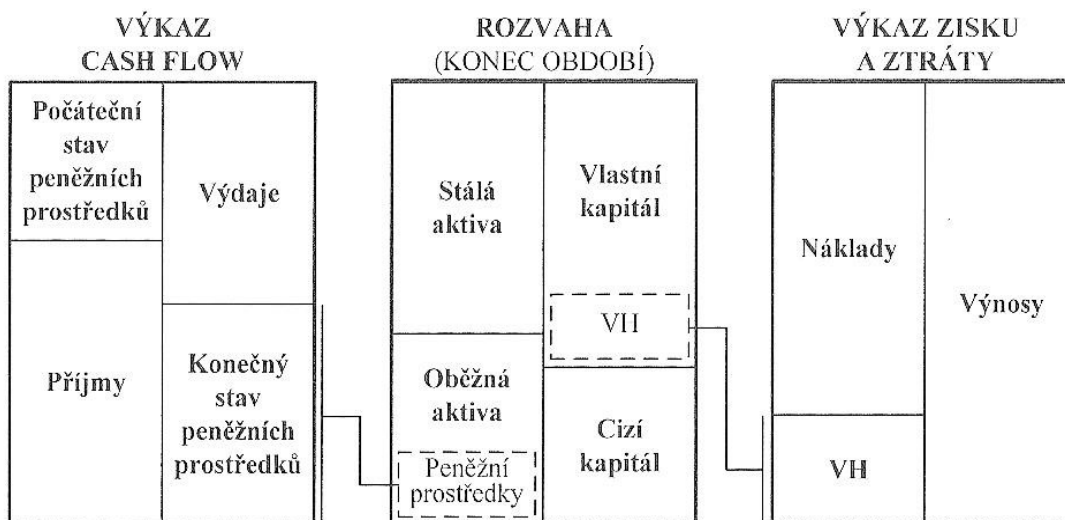 VÝKAZ
CASH FLOW
Počáteční
stav
peněžních
prostředků
Výdaje
Příjmy
Konečný
stav
peněžních
prostředků
ROZVAHA
(KONEC OBDOBÍ)
Stálá
aktiva
Vlastní
kapitál
VH
Oběžná
aktiva
Peněžní
prostředky
Cizí
kapitál
VÝKAZ ZISKU
A ZTRÁTY
Náklady
Výnosy
VH